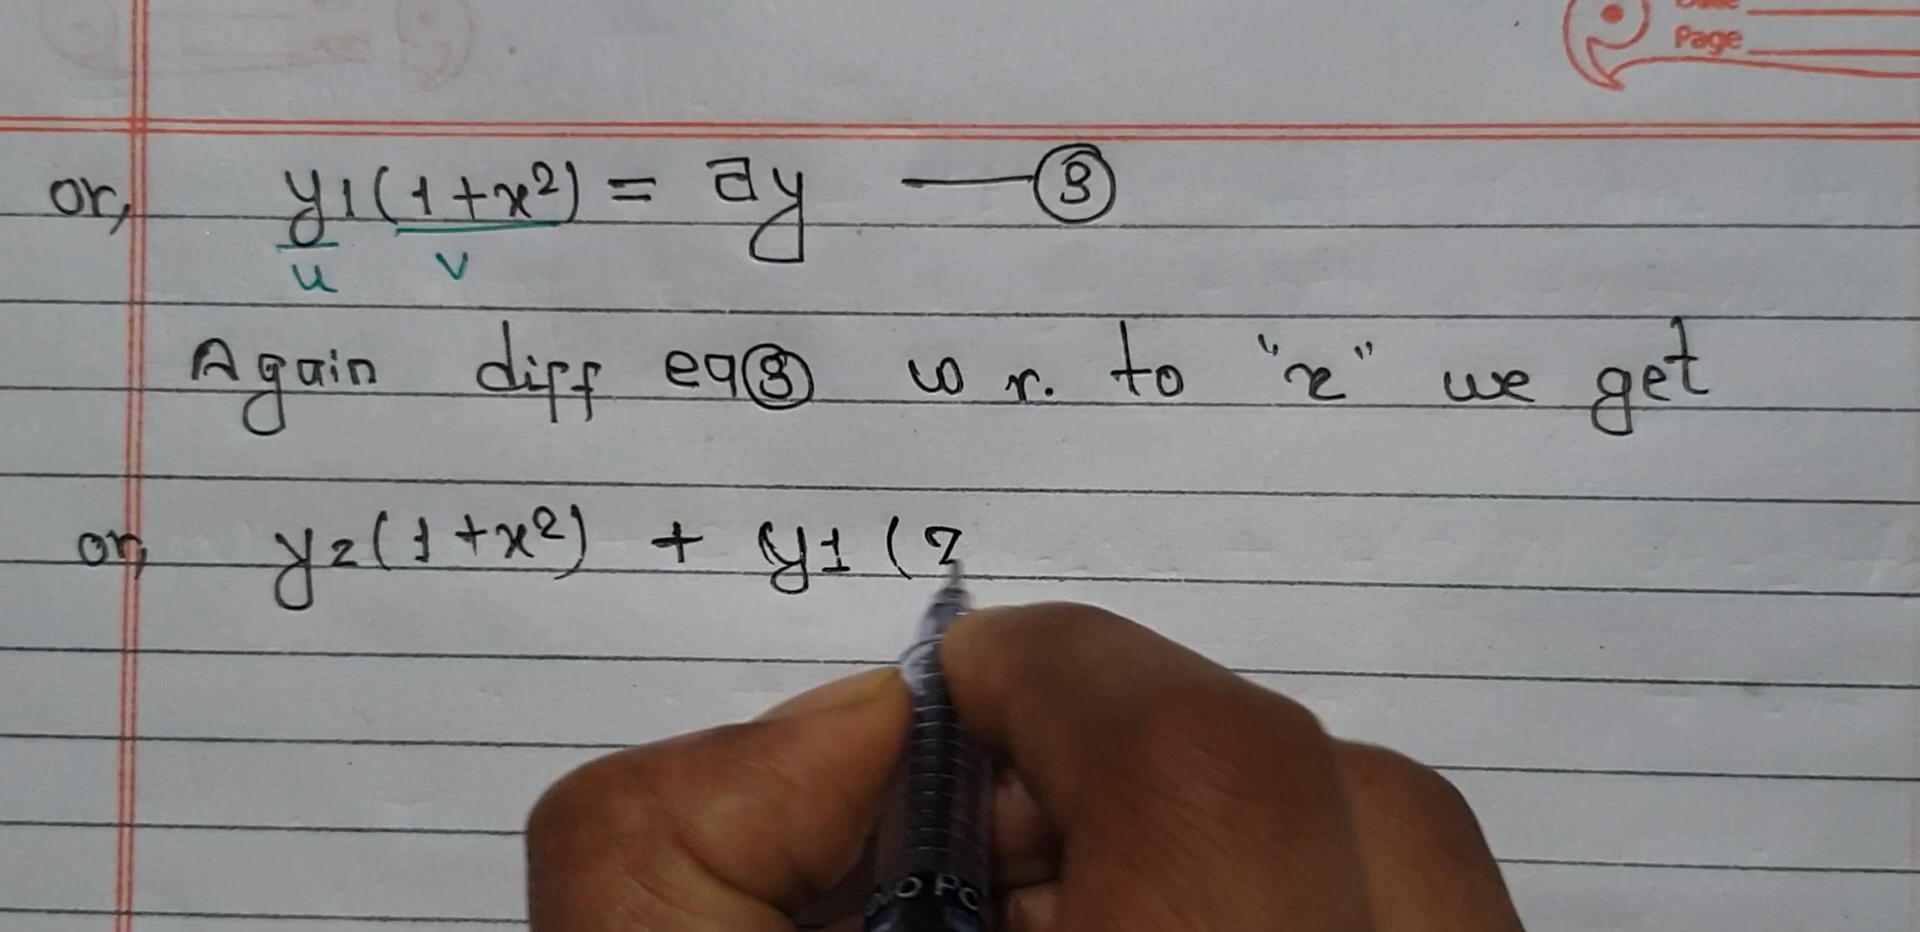 Page
or, y1(1+x²) = ay — ③
u v
Again diff eq③ w r. to "x" we get
or, y2(1+x²) + y1(2